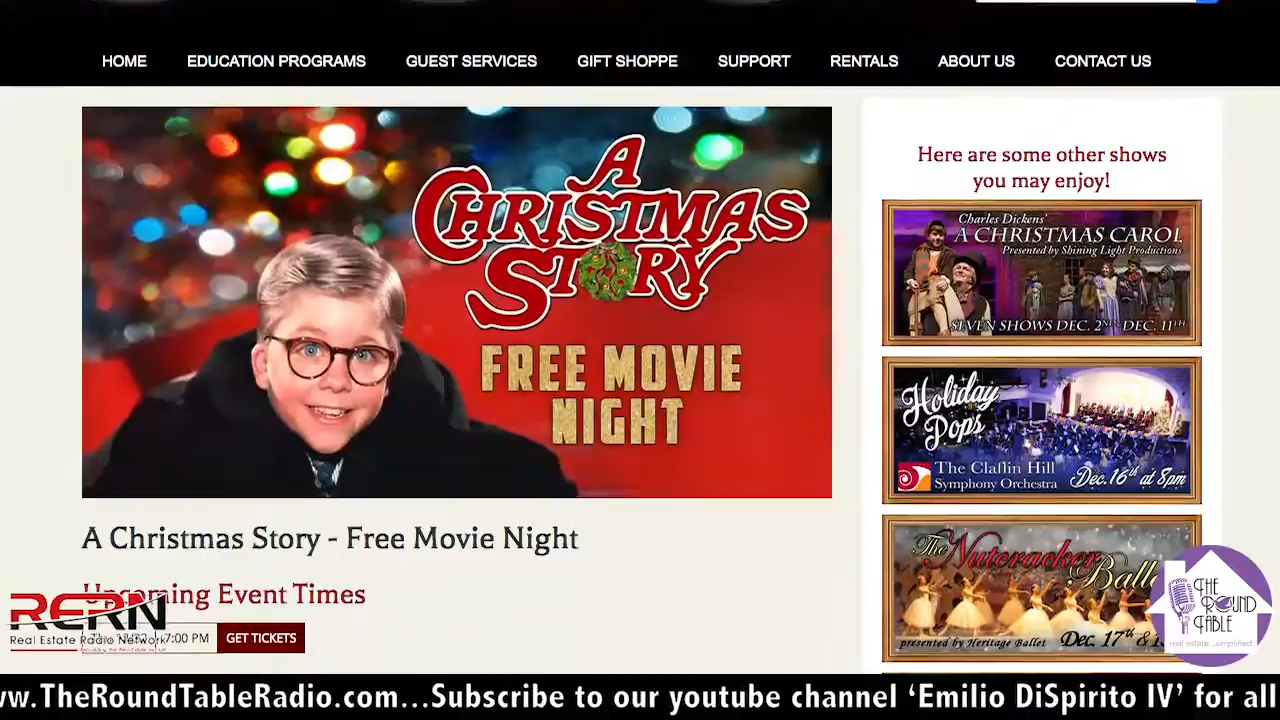 HOME EDUCATION PROGRAMS GUEST SERVICES GIFT SHOPPE SUPPORT RENTALS ABOUT US CONTACT US
A
CHRISTMAS
STORY
FREE MOVIE
NIGHT
A Christmas Story - Free Movie Night
Upcoming Event Times
7:00 PM GET TICKETS
Here are some other shows
you may enjoy!
Charles Dickens'
A CHRISTMAS CAROL
Presented by Shining Light Productions
SEVEN SHOWS DEC. 2ND - DEC. 11TH
Holiday
Pops
The Claflin Hill
Symphony Orchestra
Dec. 16th at 8pm
The Nutcracker
Ball
presented by Heritage Ballet Dec. 17th &
RERN
Real Estate Radio Network
THE
ROUND
TABLE
real estate...simplified
ww.TheRoundTableRadio.com...Subscribe to our youtube channel ‘Emilio DiSpirito IV’ for all